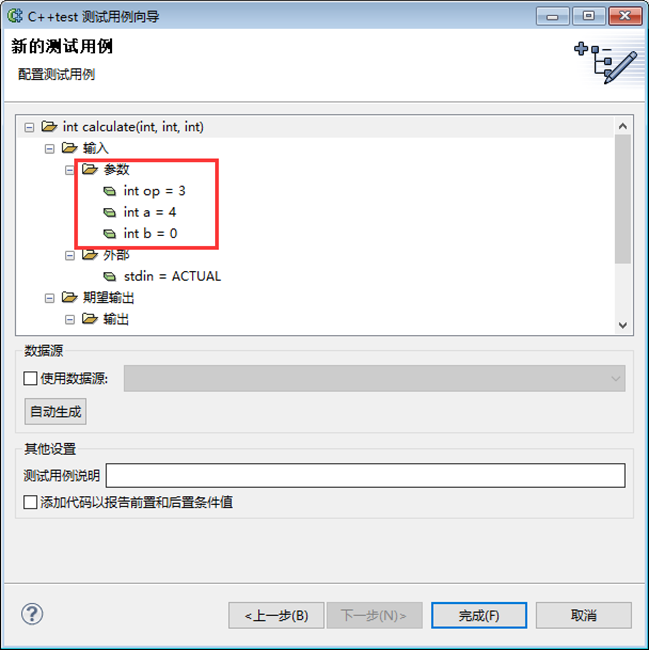 C++test 测试用例向导
新的测试用例
配置测试用例
int calculate(int, int, int)
输入
参数
int op = 3
int a = 4
int b = 0
外部
stdin = ACTUAL
期望输出
输出
数据源
使用数据源:
自动生成
其他设置
测试用例说明
添加代码以报告前置和后置条件值
?
<上一步(B) 下一步(N)> 完成(F) 取消